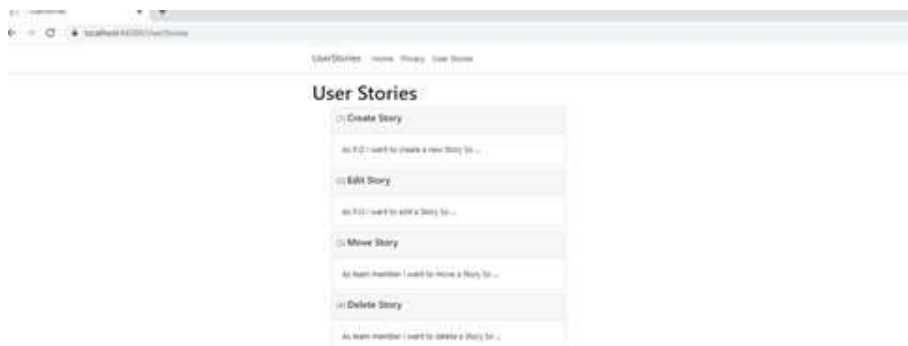 UserStories Home Privacy User Stories
User Stories
Create Story
I want to create a new Story So ...
Edit Story
I want to edit a Story So ...
Move Story
As team member I want to move a Story So ...
Delete Story
As team member I want to delete a Story So ...